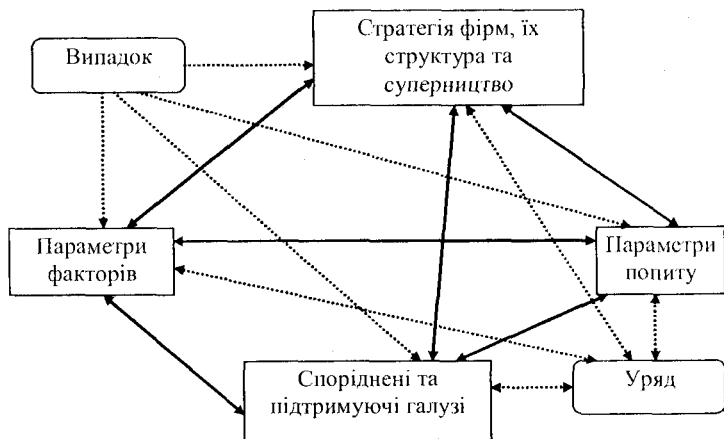 Стратегія фірм, їх
структура та
суперництво
Випадок
Параметри
факторів
Параметри
попиту
Споріднені та
підтримуючі галузі
Уряд